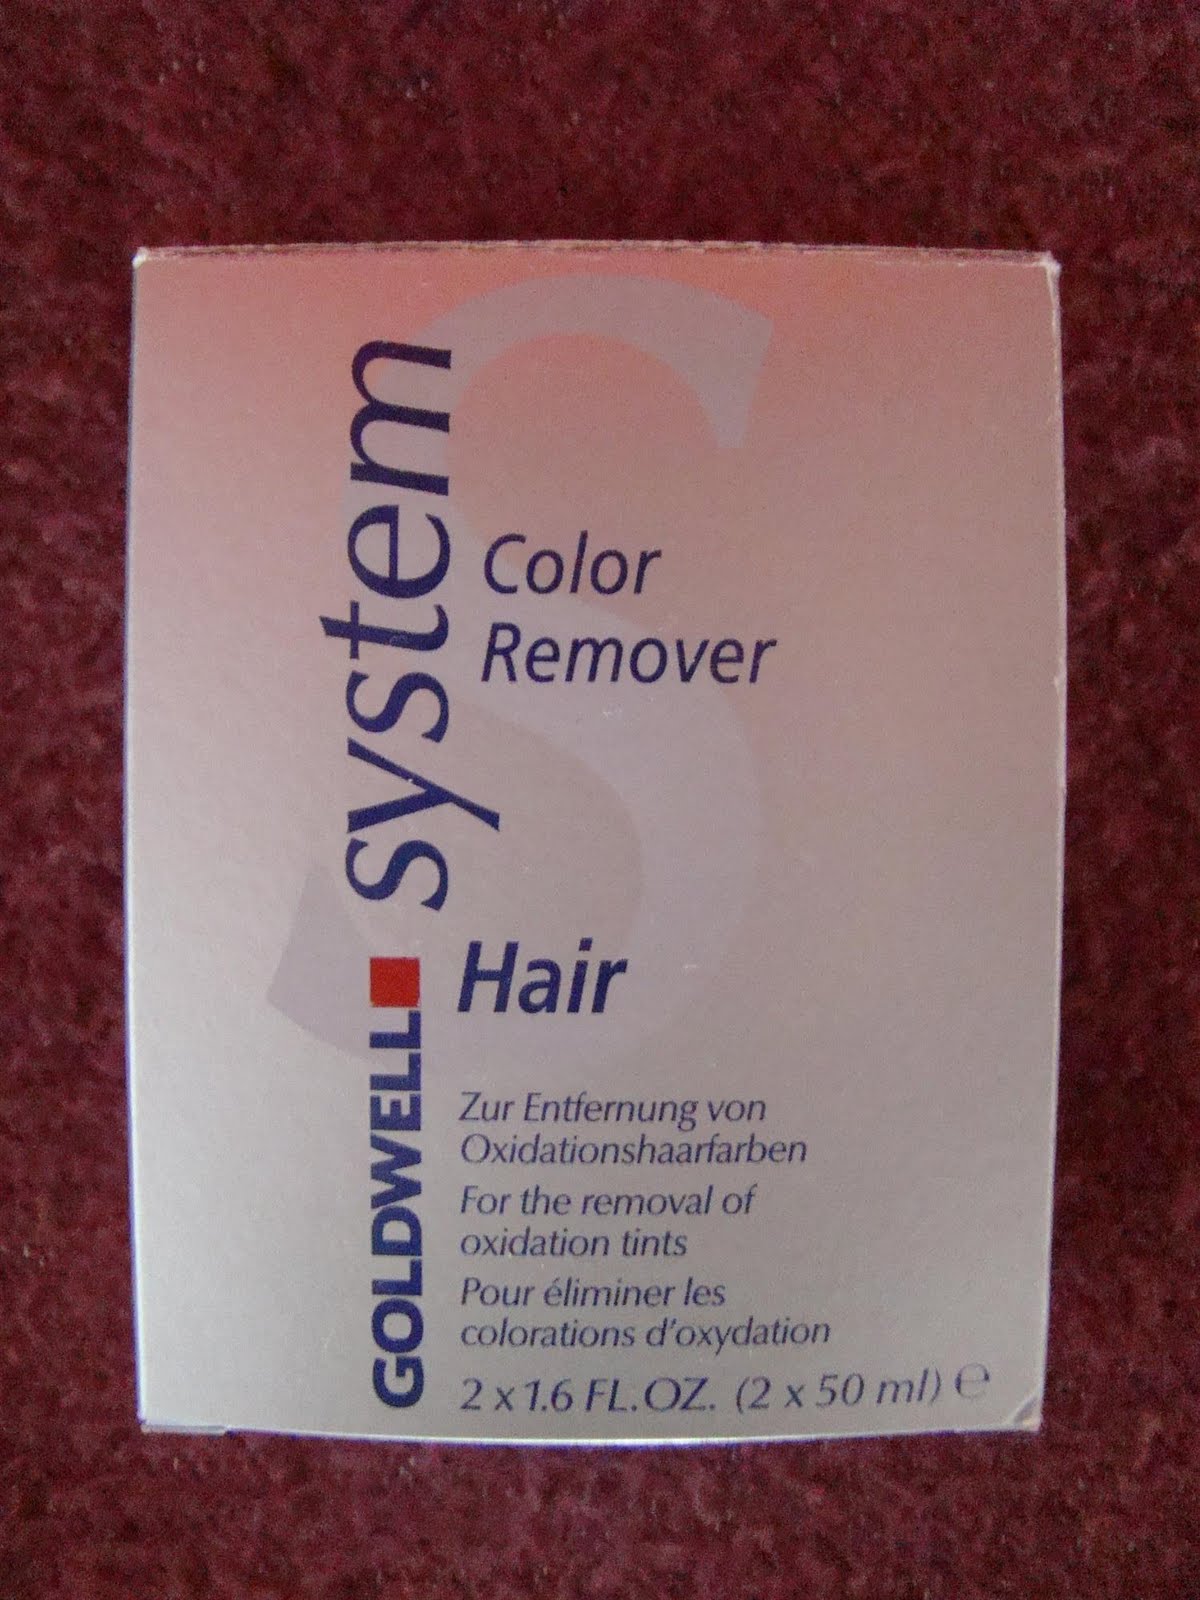 GOLDWELL System
Color
Remover
Hair
Zur Entfernung von
Oxidationshaarfarben
For the removal of
oxidation tints
Pour éliminer les
colorations d'oxydation
2 x 1.6 FL.OZ. (2 x 50 ml) ℮
S